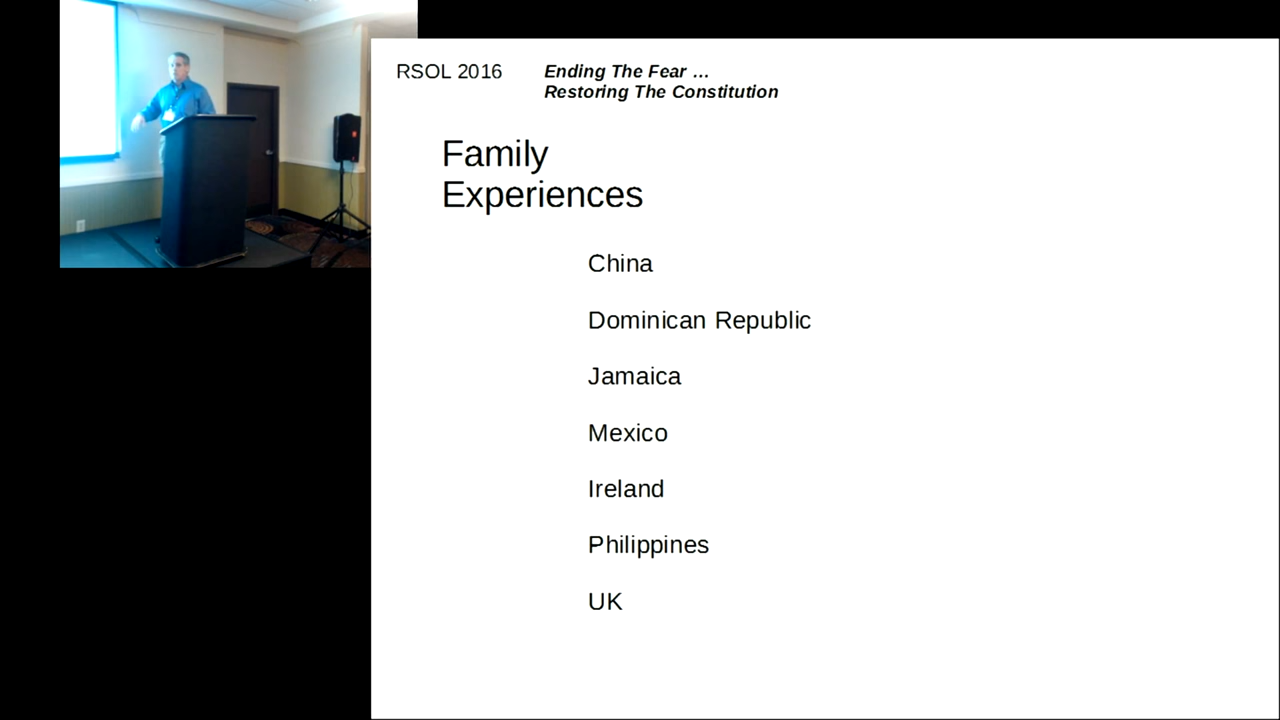 RSOL 2016
Ending The Fear …
Restoring The Constitution
Family
Experiences
China
Dominican Republic
Jamaica
Mexico
Ireland
Philippines
UK